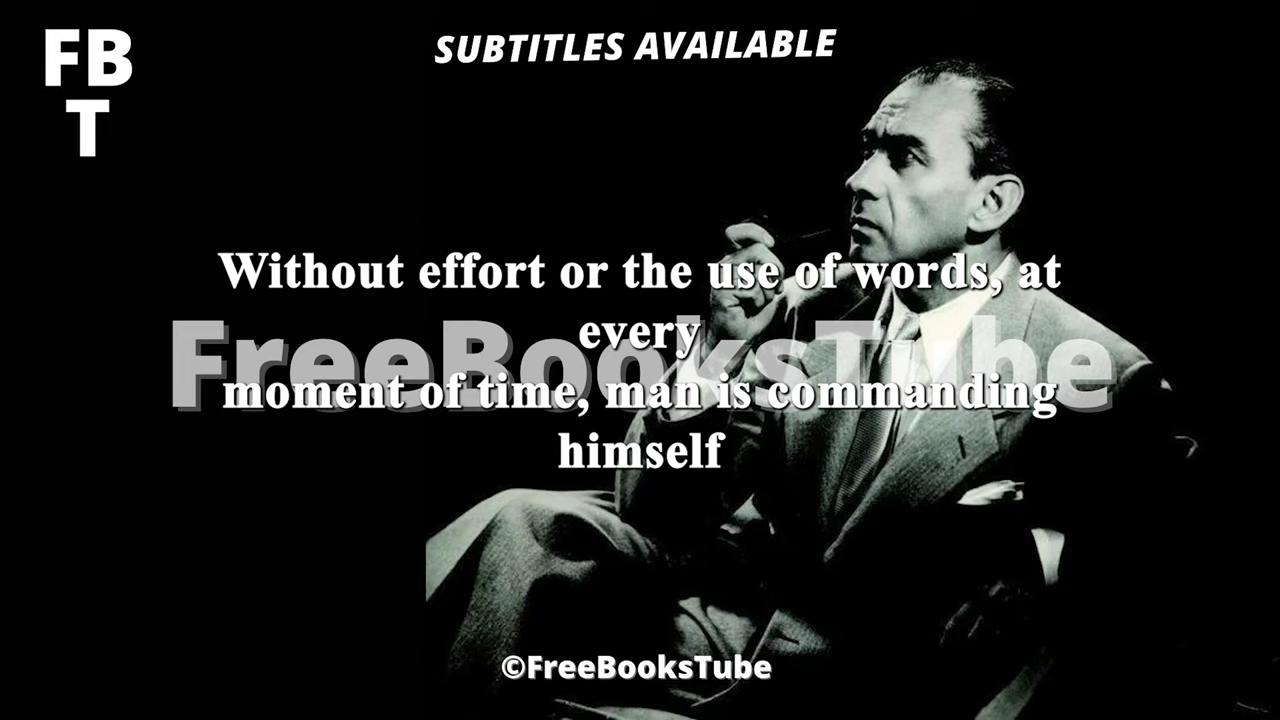 FB
T
SUBTITLES AVAILABLE
Without effort or the use of words, at
every
FreeBooksTube
moment of time, man is commanding
himself
©FreeBooksTube